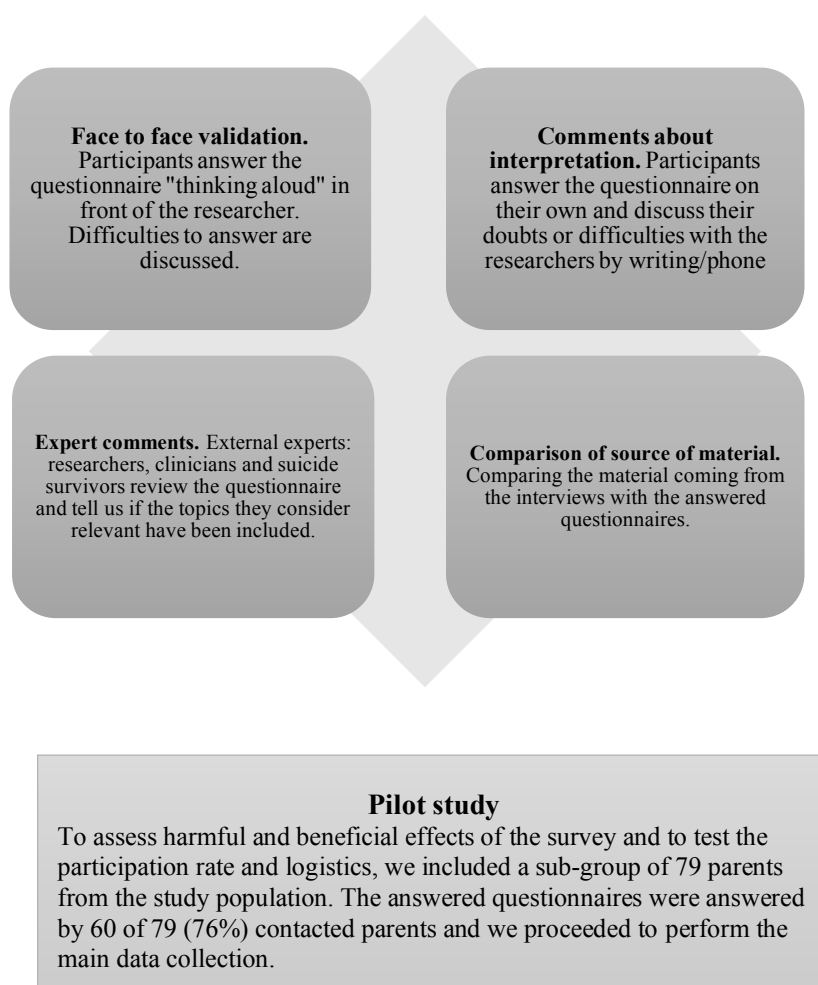 Face to face validation.
Participants answer the
questionnaire "thinking aloud" in
front of the researcher.
Difficulties to answer are
discussed.
Comments about
interpretation. Participants
answer the questionnaire on
their own and discuss their
doubts or difficulties with the
researchers by writing/phone
Expert comments. External experts:
researchers, clinicians and suicide
survivors review the questionnaire
and tell us if the topics they consider
relevant have been included.
Comparison of source of material.
Comparing the material coming from
the interviews with the answered
questionnaires.
Pilot study
To assess harmful and beneficial effects of the survey and to test the
participation rate and logistics, we included a sub-group of 79 parents
from the study population. The answered questionnaires were answered
by 60 of 79 (76%) contacted parents and we proceeded to perform the
main data collection.